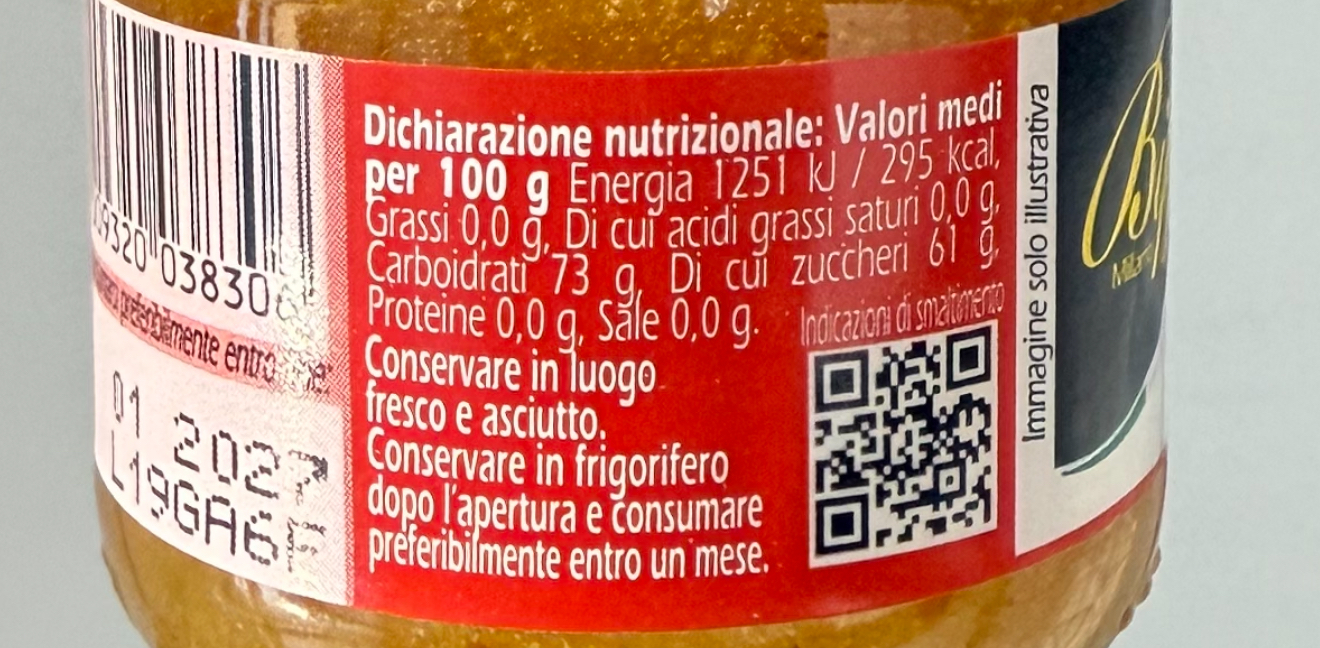 03830
preferibilmente entro
01 2027
L19GA6
Dichiarazione nutrizionale: Valori medi
per 100 g Energia 1251 kJ / 295 kcal,
Grassi 0,0 g, Di cui acidi grassi saturi 0,0 g,
Carboidrati 73 g, Di cui zuccheri 61 g,
Proteine 0,0 g, Sale 0,0 g.
Indicazioni di smaltimento
Conservare in luogo
fresco e asciutto.
Conservare in frigorifero
dopo l'apertura e consumare
preferibilmente entro un mese.
Immagine solo illustrativa